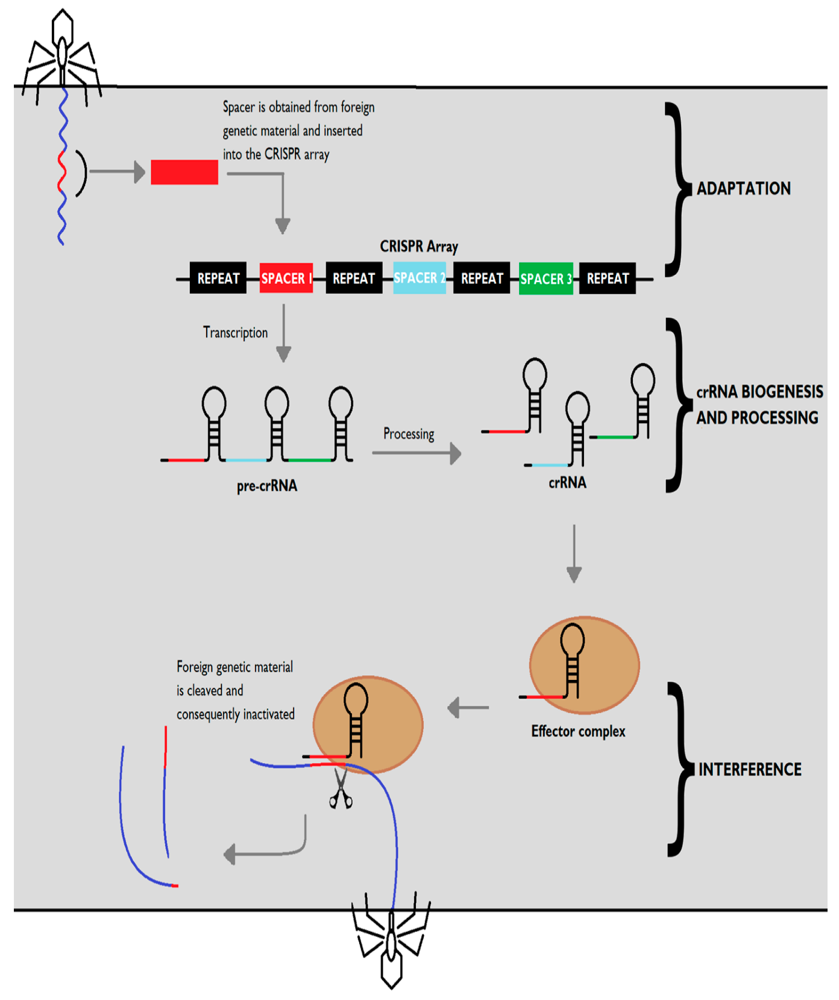 Spacer is obtained from foreign
genetic material and inserted
into the CRISPR array
ADAPTATION
CRISPR Array
REPEAT SPACER 1 REPEAT SPACER 2 REPEAT SPACER 3 REPEAT
Transcription
crRNA BIOGENESIS
AND PROCESSING
Processing
pre-crRNA
crRNA
Foreign genetic material
is cleaved and
consequently inactivated
Effector complex
INTERFERENCE